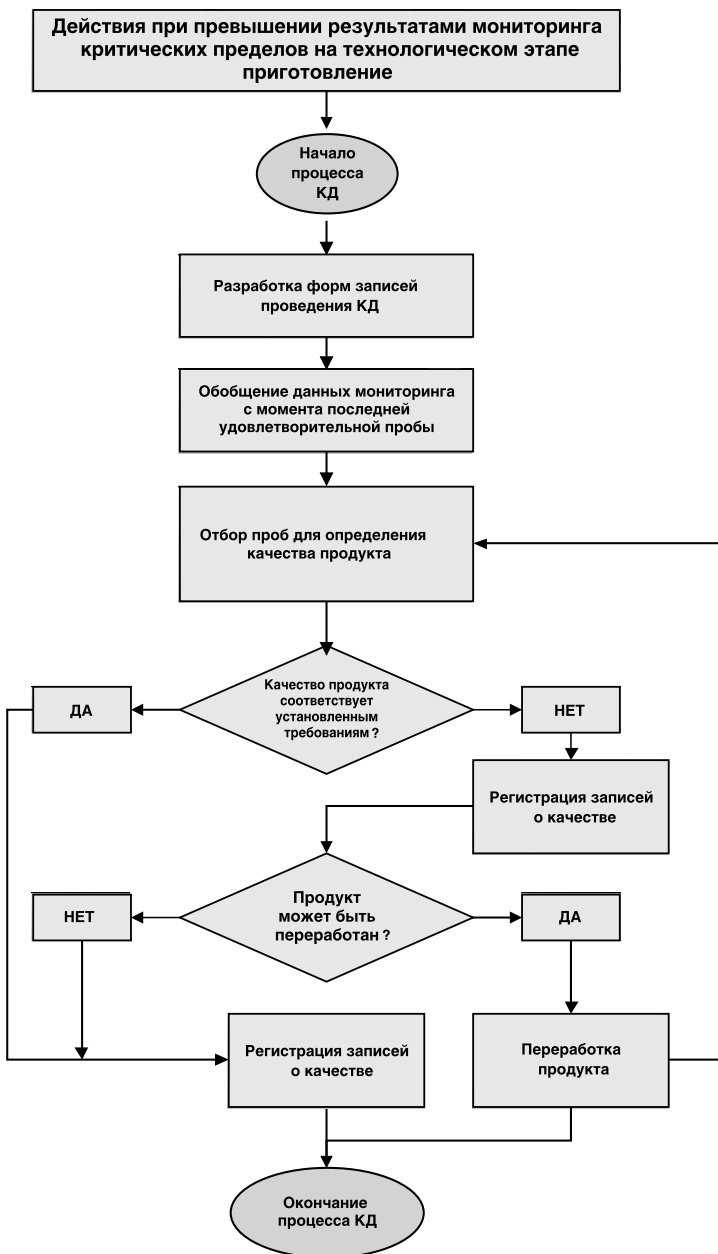 Действия при превышении результатами мониторинга
критических пределов на технологическом этапе
приготовление
Начало
процесса
КД
Разработка форм записей
проведения КД
Обобщение данных мониторинга
с момента последней
удовлетворительной пробы
Отбор проб для определения
качества продукта
Качество продукта
соответствует
установленным
требованиям ?
ДА
НЕТ
Регистрация записей
о качестве
Продукт
может быть
переработан ?
НЕТ
ДА
Регистрация записей
о качестве
Переработка
продукта
Окончание
процесса КД